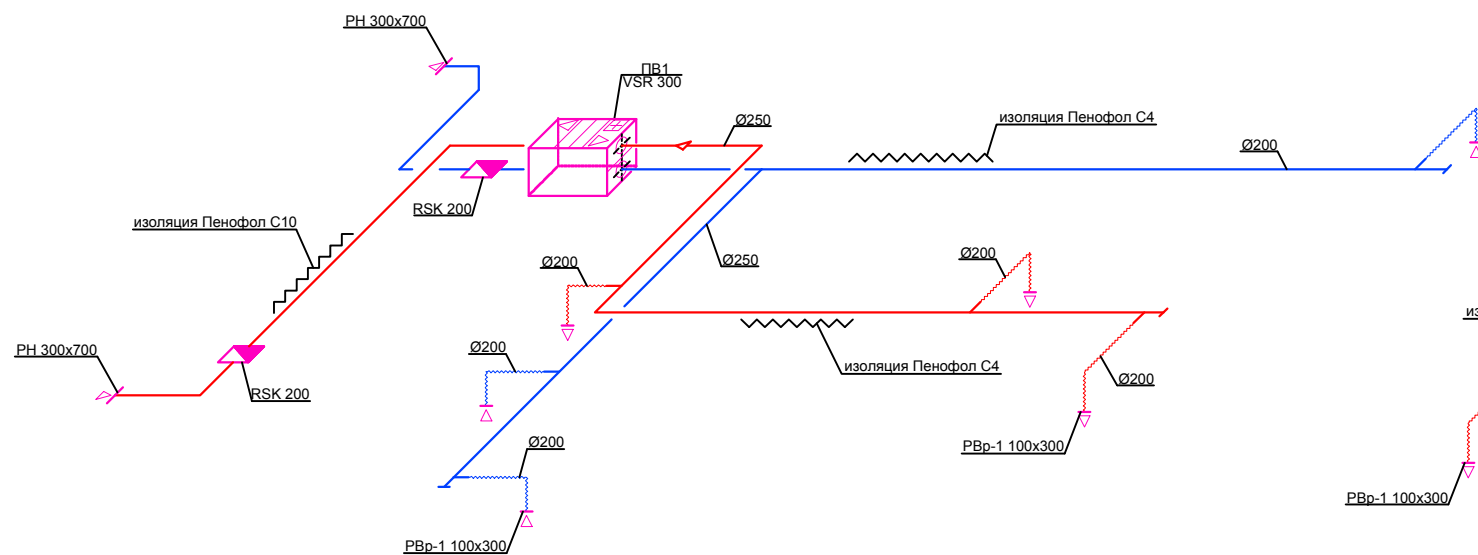 РН 300x700
ПВ1
VSR 300
Ø250
изоляция Пенофол С4
Ø200
RSK 200
изоляция Пенофол С10
Ø250
Ø200
Ø200
из
РН 300x700
RSK 200
Ø200
изоляция Пенофол С4
Ø200
Ø200
РВр-1 100x300
РВр-1 100x300
РВр-1 100x300